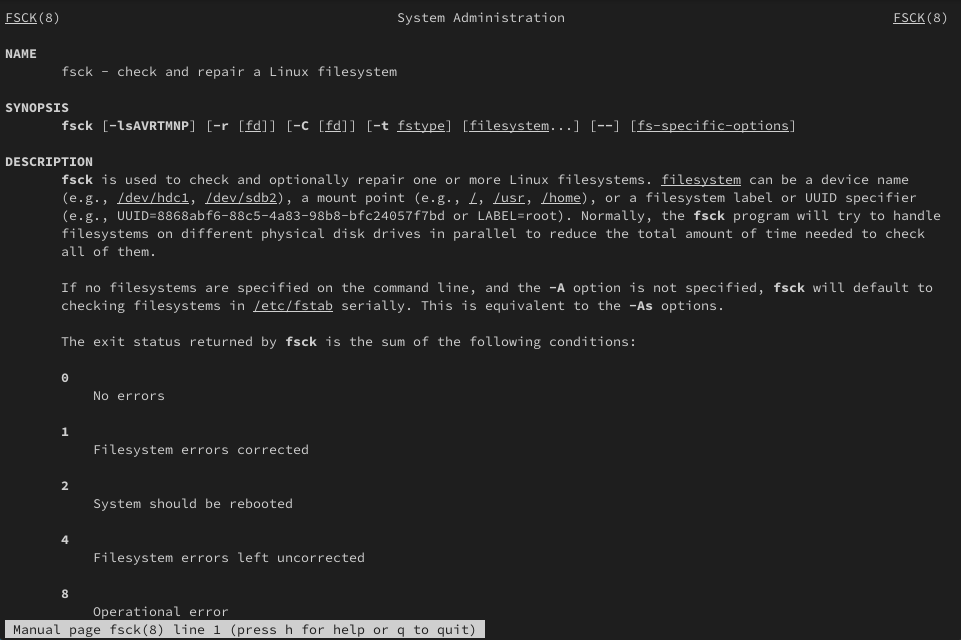 FSCK(8) System Administration FSCK(8)
NAME
fsck - check and repair a Linux filesystem
SYNOPSIS
fsck [-lsAVRTMNP] [-r [fd]] [-C [fd]] [-t fstype] [filesystem...] [--] [fs-specific-options]
DESCRIPTION
fsck is used to check and optionally repair one or more Linux filesystems. filesystem can be a device name
(e.g., /dev/hdc1, /dev/sdb2), a mount point (e.g., /, /usr, /home), or a filesystem label or UUID specifier
(e.g., UUID=8868abf6-88c5-4a83-98b8-bfc24057f7bd or LABEL=root). Normally, the fsck program will try to handle
filesystems on different physical disk drives in parallel to reduce the total amount of time needed to check
all of them.
If no filesystems are specified on the command line, and the -A option is not specified, fsck will default to
checking filesystems in /etc/fstab serially. This is equivalent to the -As options.
The exit status returned by fsck is the sum of the following conditions:
0
No errors
1
Filesystem errors corrected
2
System should be rebooted
4
Filesystem errors left uncorrected
8
Operational error
Manual page fsck(8) line 1 (press h for help or q to quit)